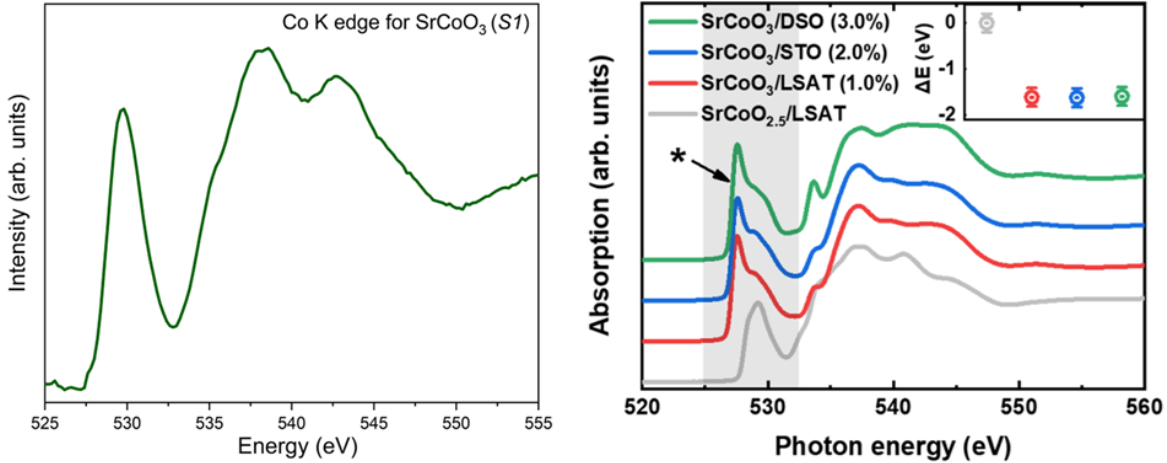 Co K edge for SrCoO₃ (S1)
Intensity (arb. units)
525 530 535 540 545 550 555
Energy (eV)
SrCoO₃/DSO (3.0%)
SrCoO₃/STO (2.0%)
SrCoO₃/LSAT (1.0%)
SrCoO₂.₅/LSAT
*
0
-1
-2
ΔE (eV)
Absorption (arb. units)
520 530 540 550 560
Photon energy (eV)